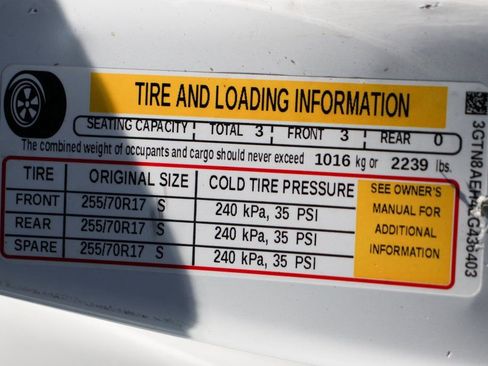 TIRE AND LOADING INFORMATION
SEATING CAPACITY TOTAL 3 FRONT 3 REAR 0
The combined weight of occupants and cargo should never exceed 1016 kg or 2239 lbs.
TIRE ORIGINAL SIZE COLD TIRE PRESSURE
FRONT 255/70R17 S 240 kPa, 35 PSI
REAR 255/70R17 S 240 kPa, 35 PSI
SPARE 255/70R17 S 240 kPa, 35 PSI
SEE OWNER'S
MANUAL FOR
ADDITIONAL
INFORMATION